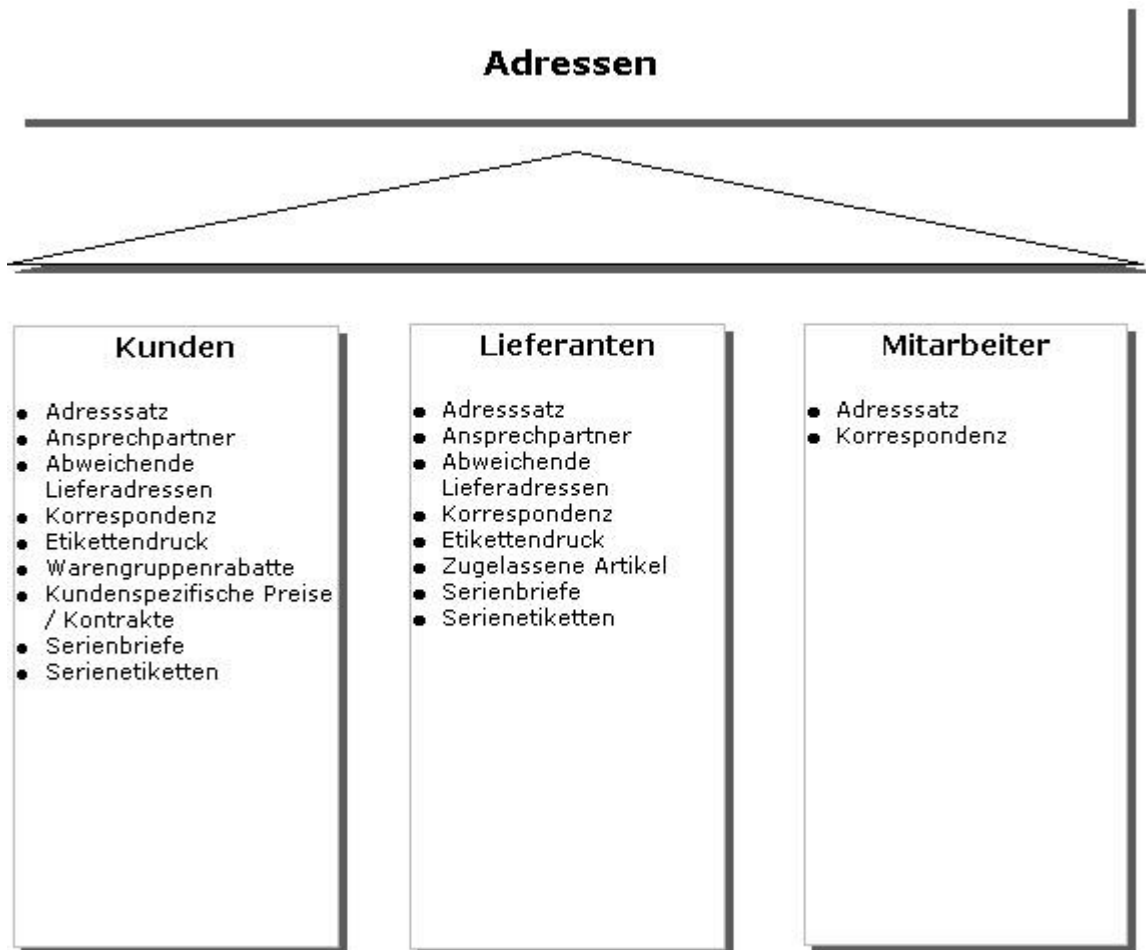 Adressen
Kunden
● Adresssatz
● Ansprechpartner
● Abweichende
Lieferadressen
● Korrespondenz
● Etikettendruck
● Warengruppenrabatte
● Kundenspezifische Preise
/ Kontrakte
● Serienbriefe
● Serienetiketten
Lieferanten
● Adresssatz
● Ansprechpartner
● Abweichende
Lieferadressen
● Korrespondenz
● Etikettendruck
● Zugelassene Artikel
● Serienbriefe
● Serienetiketten
Mitarbeiter
● Adresssatz
● Korrespondenz